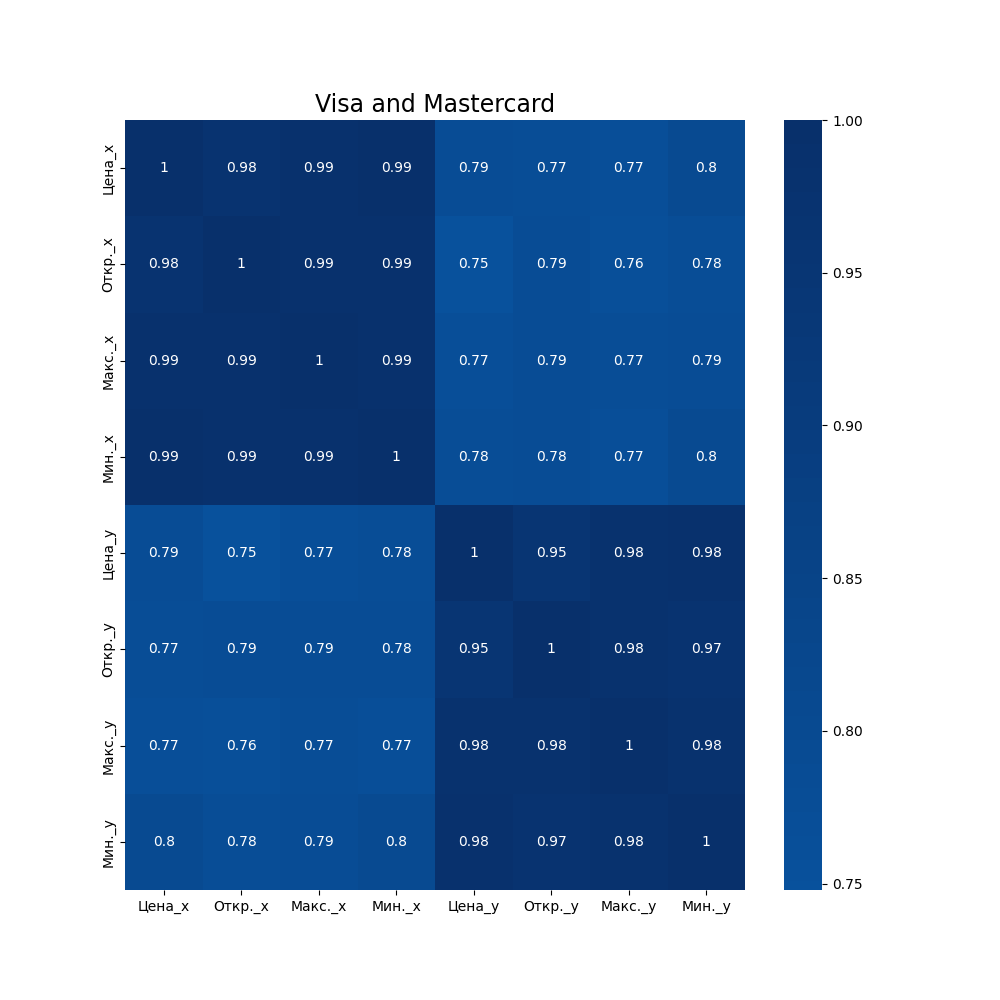 Visa and Mastercard
Цена_x 1 0.98 0.99 0.99 0.79 0.77 0.77 0.8
Откр._x 0.98 1 0.99 0.99 0.75 0.79 0.76 0.78
Макс._x 0.99 0.99 1 0.99 0.77 0.79 0.77 0.79
Мин._x 0.99 0.99 0.99 1 0.78 0.78 0.77 0.8
Цена_y 0.79 0.75 0.77 0.78 1 0.95 0.98 0.98
Откр._y 0.77 0.79 0.79 0.78 0.95 1 0.98 0.97
Макс._y 0.77 0.76 0.77 0.77 0.98 0.98 1 0.98
Мин._y 0.8 0.78 0.79 0.8 0.98 0.97 0.98 1
Цена_x Откр._x Макс._x Мин._x Цена_y Откр._y Макс._y Мин._y
1.00
0.95
0.90
0.85
0.80
0.75